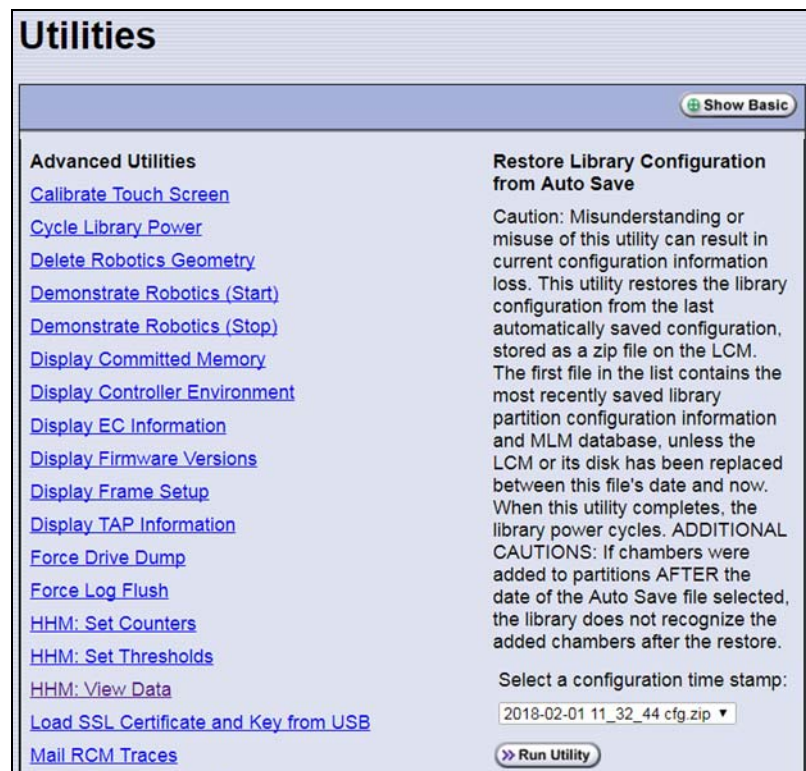 Utilities
Show Basic
Advanced Utilities
Calibrate Touch Screen
Cycle Library Power
Delete Robotics Geometry
Demonstrate Robotics (Start)
Demonstrate Robotics (Stop)
Display Committed Memory
Display Controller Environment
Display EC Information
Display Firmware Versions
Display Frame Setup
Display TAP Information
Force Drive Dump
Force Log Flush
HHM: Set Counters
HHM: Set Thresholds
HHM: View Data
Load SSL Certificate and Key from USB
Mail RCM Traces
Restore Library Configuration
from Auto Save
Caution: Misunderstanding or
misuse of this utility can result in
current configuration information
loss. This utility restores the library
configuration from the last
automatically saved configuration,
stored as a zip file on the LCM.
The first file in the list contains the
most recently saved library
partition configuration information
and MLM database, unless the
LCM or its disk has been replaced
between this file's date and now.
When this utility completes, the
library power cycles. ADDITIONAL
CAUTIONS: If chambers were
added to partitions AFTER the
date of the Auto Save file selected,
the library does not recognize the
added chambers after the restore.
Select a configuration time stamp:
2018-02-01 11_32_44 cfg.zip
Run Utility